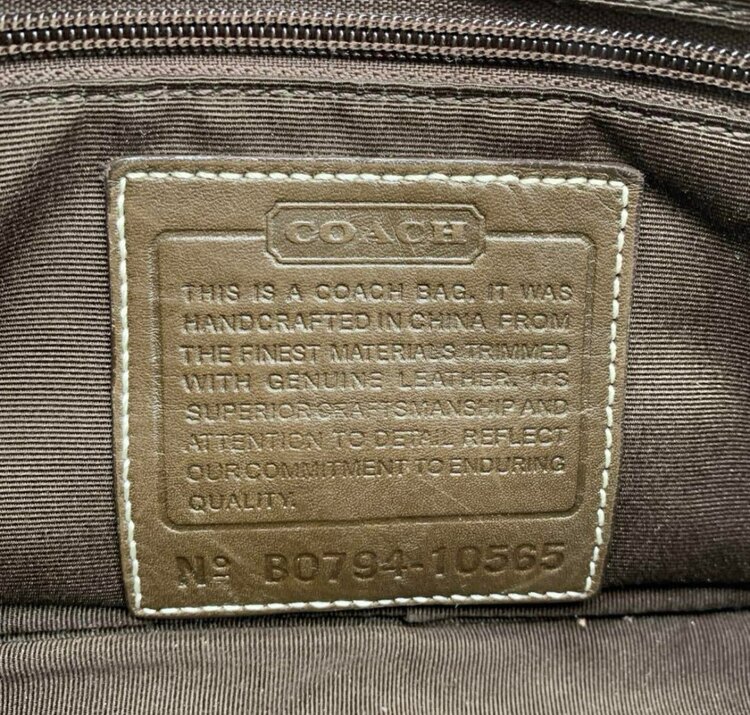 COACH
THIS IS A COACH BAG. IT WAS
HANDCRAFTED IN CHINA FROM
THE FINEST MATERIALS TRIMMED
WITH GENUINE LEATHER. ITS
SUPERIOR CRAFTSMANSHIP AND
ATTENTION TO DETAIL REFLECT
OUR COMMITMENT TO ENDURING
QUALITY.
Nº B0794-10565